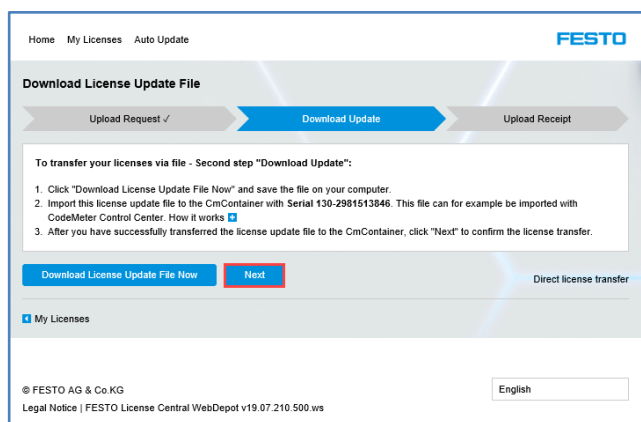 Home My Licenses Auto Update
FESTO
Download License Update File
Upload Request ✓ Download Update Upload Receipt
To transfer your licenses via file - Second step "Download Update":
1. Click "Download License Update File Now" and save the file on your computer.
2. Import this license update file to the CmContainer with Serial 130-2981513846. This file can for example be imported with
CodeMeter Control Center. How it works
3. After you have successfully transferred the license update file to the CmContainer, click "Next" to confirm the license transfer.
Download License Update File Now Next
Direct license transfer
My Licenses
© FESTO AG & Co.KG
English
Legal Notice | FESTO License Central WebDepot v19.07.210.500.ws